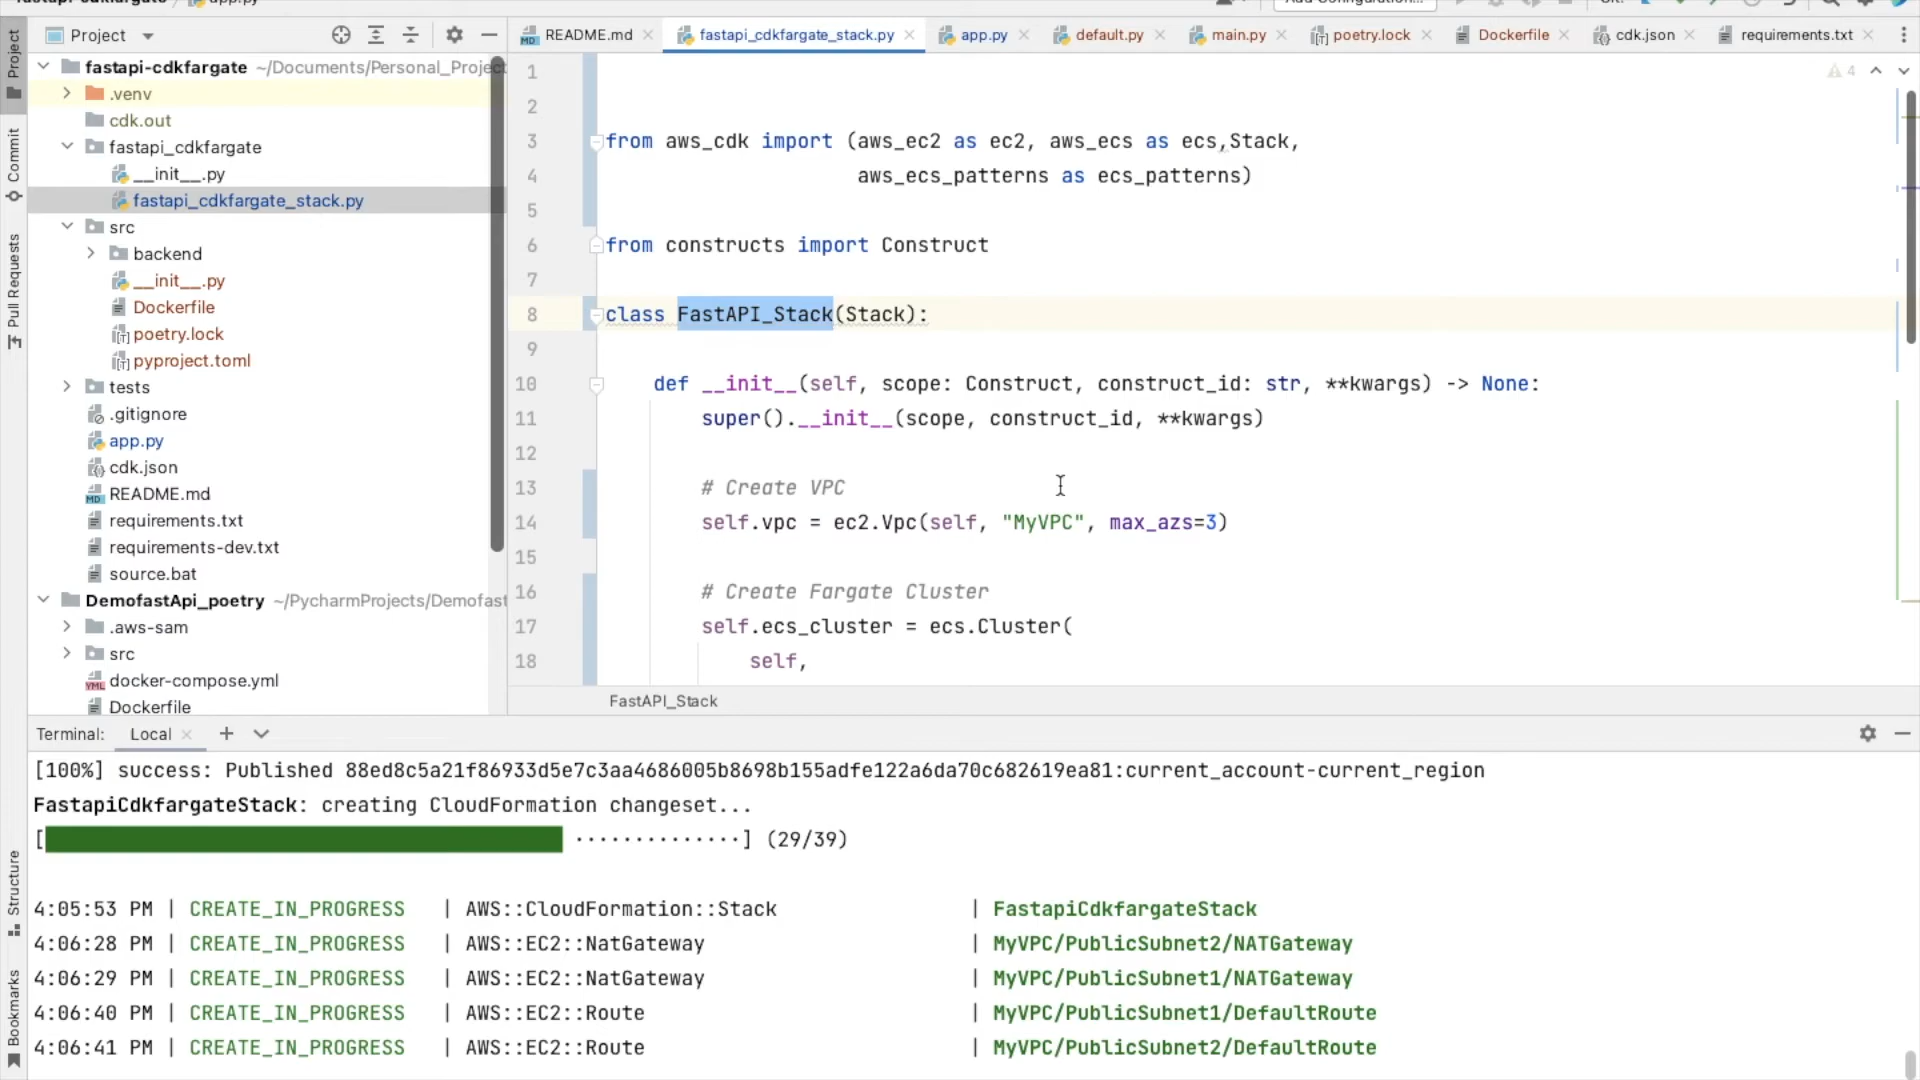 fastapi-cdkfargate app.py
Add Configuration... Git:
Project
README.md fastapi_cdkfargate_stack.py app.py default.py main.py poetry.lock Dockerfile cdk.json requirements.txt
Project
Commit
Pull Requests
Structure
Bookmarks
fastapi-cdkfargate ~/Documents/Personal_Project
.venv
cdk.out
fastapi_cdkfargate
__init__.py
fastapi_cdkfargate_stack.py
src
backend
__init__.py
Dockerfile
poetry.lock
pyproject.toml
tests
.gitignore
app.py
cdk.json
README.md
requirements.txt
requirements-dev.txt
source.bat
DemofastApi_poetry ~/PycharmProjects/Demofast
.aws-sam
src
docker-compose.yml
Dockerfile
4
1
2
3 from aws_cdk import (aws_ec2 as ec2, aws_ecs as ecs,Stack,
4 aws_ecs_patterns as ecs_patterns)
5
6 from constructs import Construct
7
8 class FastAPI_Stack(Stack):
9
10 def __init__(self, scope: Construct, construct_id: str, **kwargs) -> None:
11 super().__init__(scope, construct_id, **kwargs)
12
13 # Create VPC
14 self.vpc = ec2.Vpc(self, "MyVPC", max_azs=3)
15
16 # Create Fargate Cluster
17 self.ecs_cluster = ecs.Cluster(
18 self,
FastAPI_Stack
Terminal: Local
[100%] success: Published 88ed8c5a21f86933d5e7c3aa4686005b8698b155adfe122a6da70c682619ea81:current_account-current_region
FastapiCdkfargateStack: creating CloudFormation changeset...
[ ··············] (29/39)
4:05:53 PM | CREATE_IN_PROGRESS | AWS::CloudFormation::Stack | FastapiCdkfargateStack
4:06:28 PM | CREATE_IN_PROGRESS | AWS::EC2::NatGateway | MyVPC/PublicSubnet2/NATGateway
4:06:29 PM | CREATE_IN_PROGRESS | AWS::EC2::NatGateway | MyVPC/PublicSubnet1/NATGateway
4:06:40 PM | CREATE_IN_PROGRESS | AWS::EC2::Route | MyVPC/PublicSubnet1/DefaultRoute
4:06:41 PM | CREATE_IN_PROGRESS | AWS::EC2::Route | MyVPC/PublicSubnet2/DefaultRoute